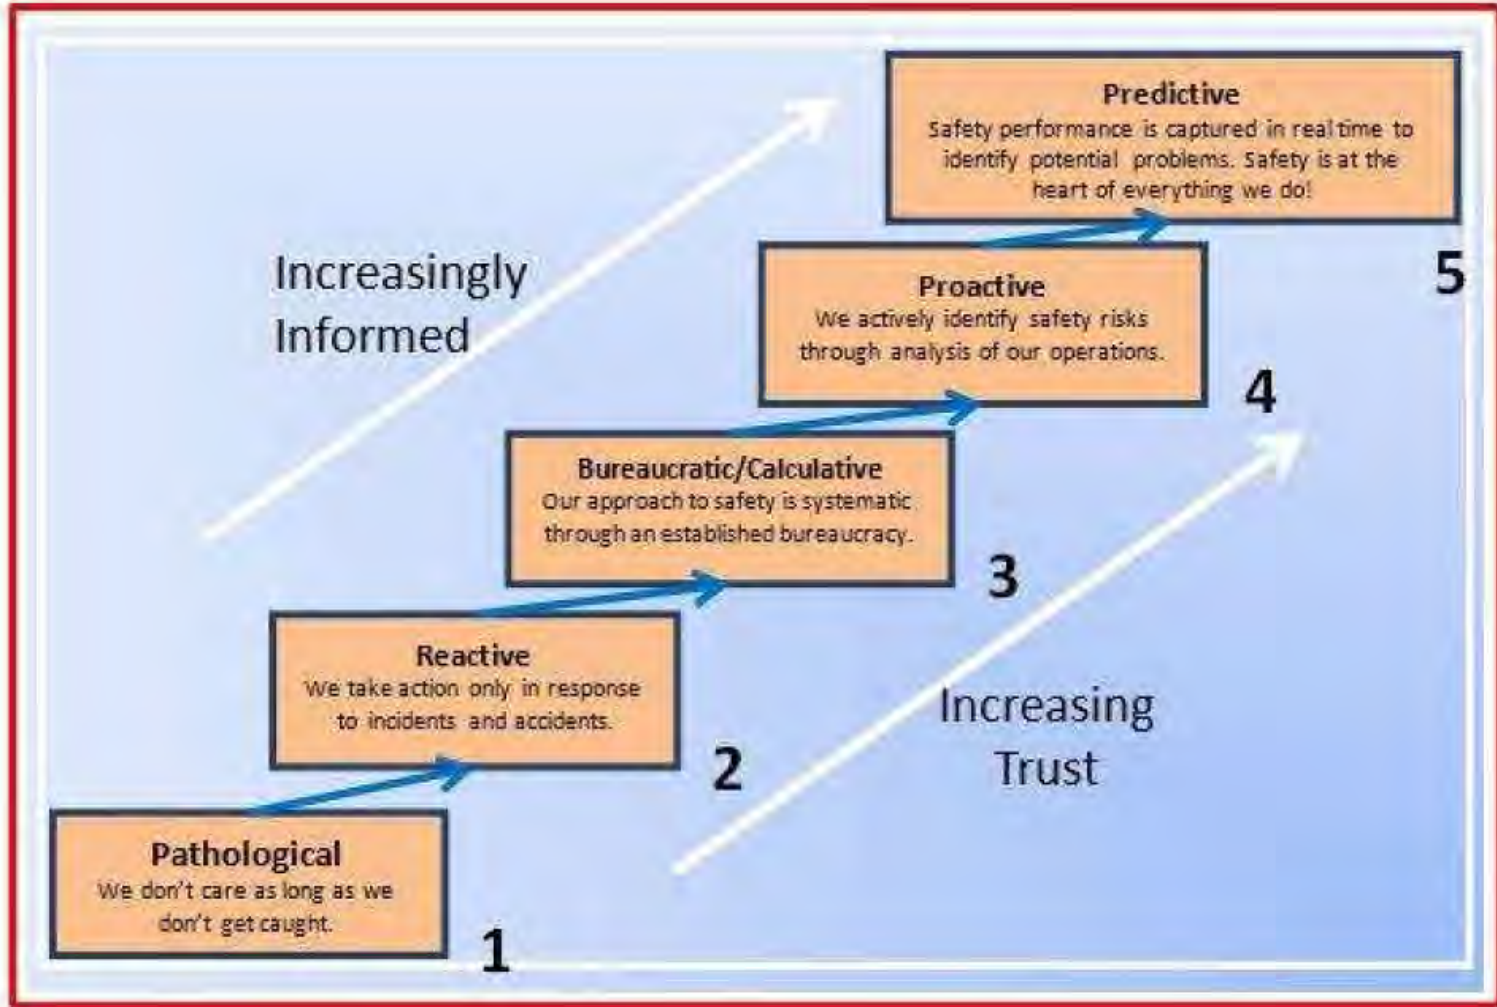 Predictive
Safety performance is captured in real time to
identify potential problems. Safety is at the
heart of everything we do!
5
Increasingly
Informed
Proactive
We actively identify safety risks
through analysis of our operations.
4
Bureaucratic/Calculative
Our approach to safety is systematic
through an established bureaucracy.
3
Reactive
We take action only in response
to incidents and accidents.
2
Increasing
Trust
Pathological
We don't care as long as we
don't get caught.
1